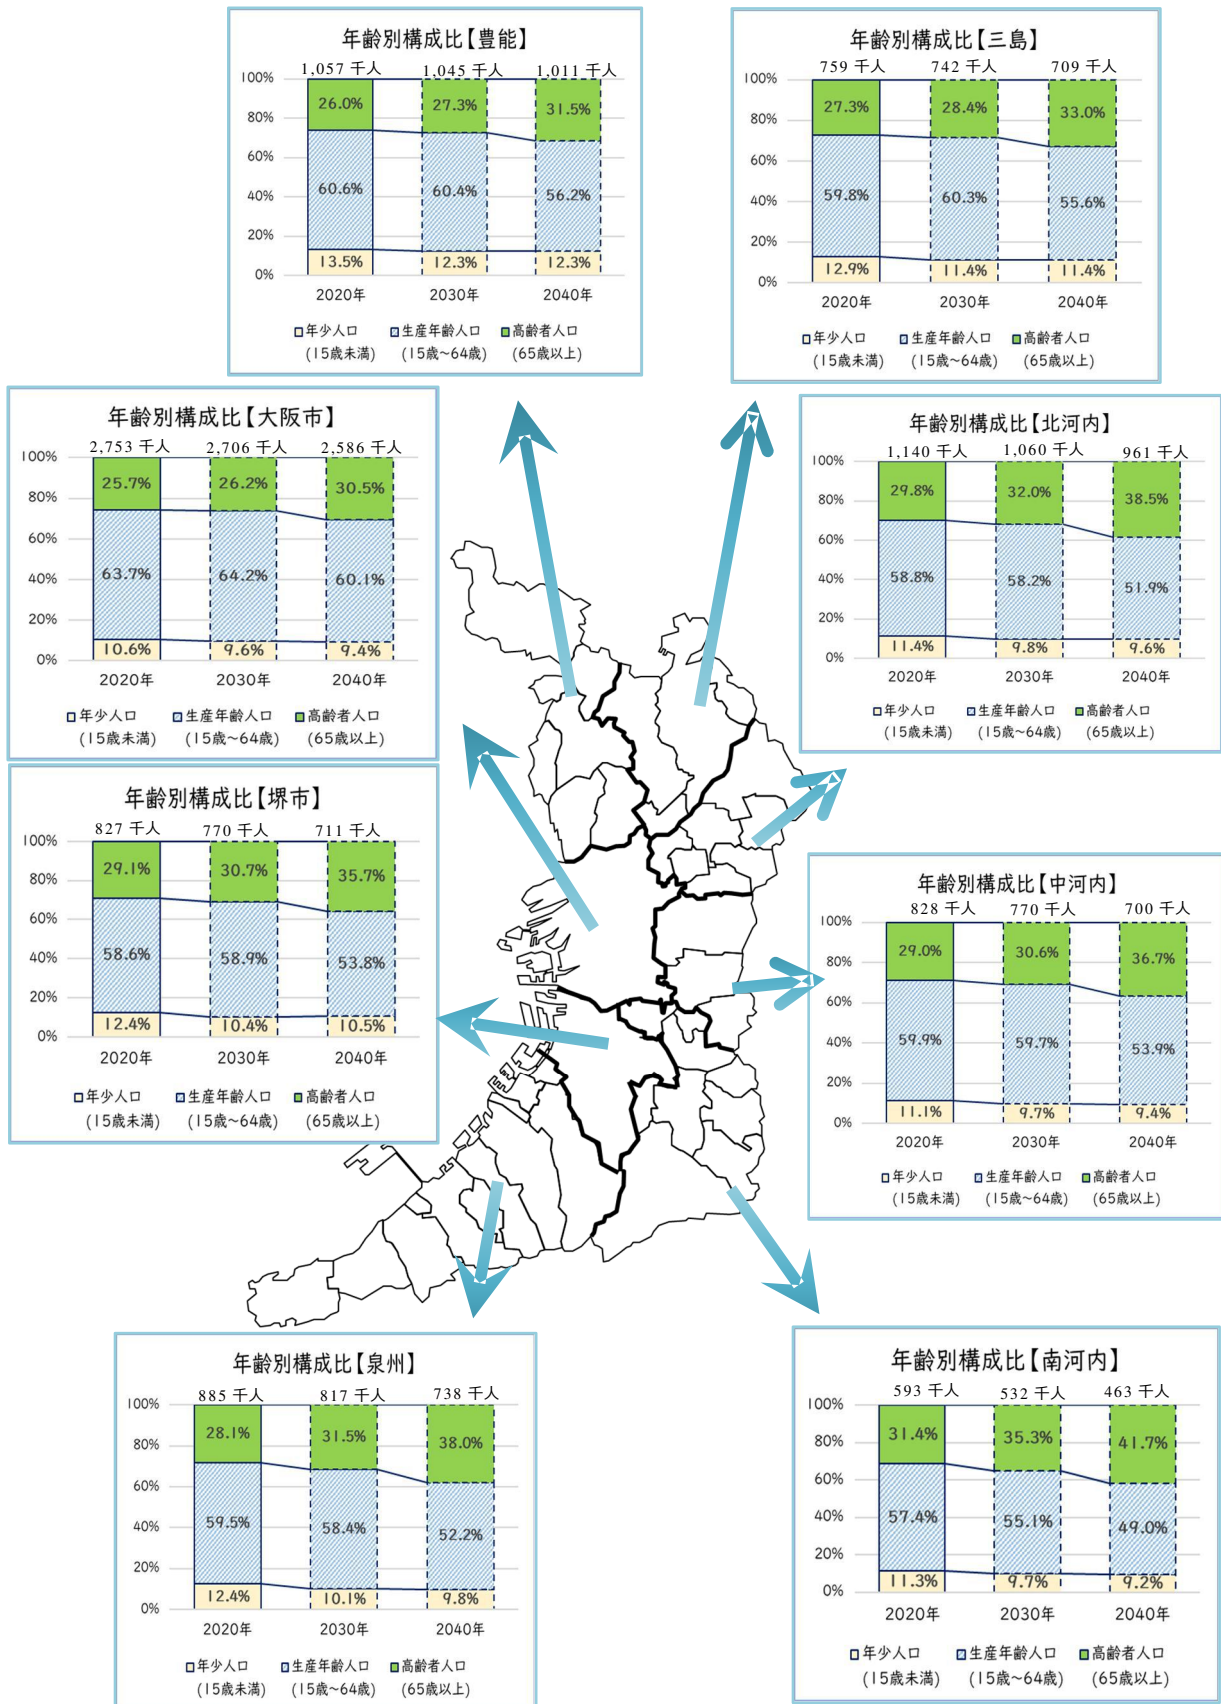 年齢別構成比【豊能】
1,057 千人 1,045 千人 1,011 千人
100%
26.0% 27.3% 31.5%
80%
60%
60.6% 60.4% 56.2%
40%
20%
13.5% 12.3% 12.3%
0%
2020年 2030年 2040年
年少人口 生産年齢人口 高齢者人口
(15歳未満) (15歳～64歳) (65歳以上)
年齢別構成比【三島】
759 千人 742 千人 709 千人
100%
27.3% 28.4% 33.0%
80%
60%
59.8% 60.3% 55.6%
40%
20%
12.9% 11.4% 11.4%
0%
2020年 2030年 2040年
年少人口 生産年齢人口 高齢者人口
(15歳未満) (15歳～64歳) (65歳以上)
年齢別構成比【大阪市】
2,753 千人 2,706 千人 2,586 千人
100%
25.7% 26.2% 30.5%
80%
60%
63.7% 64.2% 60.1%
40%
20%
10.6% 9.6% 9.4%
0%
2020年 2030年 2040年
年少人口 生産年齢人口 高齢者人口
(15歳未満) (15歳～64歳) (65歳以上)
年齢別構成比【北河内】
1,140 千人 1,060 千人 961 千人
100%
29.8% 32.0% 38.5%
80%
60%
58.8% 58.2% 51.9%
40%
20%
11.4% 9.8% 9.6%
0%
2020年 2030年 2040年
年少人口 生産年齢人口 高齢者人口
(15歳未満) (15歳～64歳) (65歳以上)
年齢別構成比【堺市】
827 千人 770 千人 711 千人
100%
29.1% 30.7% 35.7%
80%
60%
58.6% 58.9% 53.8%
40%
20%
12.4% 10.4% 10.5%
0%
2020年 2030年 2040年
年少人口 生産年齢人口 高齢者人口
(15歳未満) (15歳～64歳) (65歳以上)
年齢別構成比【中河内】
828 千人 770 千人 700 千人
100%
29.0% 30.6% 36.7%
80%
60%
59.9% 59.7% 53.9%
40%
20%
11.1% 9.7% 9.4%
0%
2020年 2030年 2040年
年少人口 生産年齢人口 高齢者人口
(15歳未満) (15歳～64歳) (65歳以上)
年齢別構成比【泉州】
885 千人 817 千人 738 千人
100%
28.1% 31.5% 38.0%
80%
60%
59.5% 58.4% 52.2%
40%
20%
12.4% 10.1% 9.8%
0%
2020年 2030年 2040年
年少人口 生産年齢人口 高齢者人口
(15歳未満) (15歳～64歳) (65歳以上)
年齢別構成比【南河内】
593 千人 532 千人 463 千人
100%
31.4% 35.3% 41.7%
80%
60%
57.4% 55.1% 49.0%
40%
20%
11.3% 9.7% 9.2%
0%
2020年 2030年 2040年
年少人口 生産年齢人口 高齢者人口
(15歳未満) (15歳～64歳) (65歳以上)